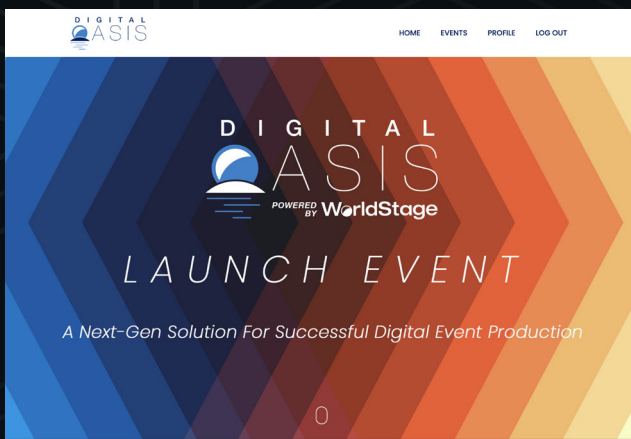 DIGITAL
OASIS
HOME EVENTS PROFILE LOG OUT
DIGITAL
OASIS
POWERED BY WorldStage
LAUNCH EVENT
A Next-Gen Solution For Successful Digital Event Production